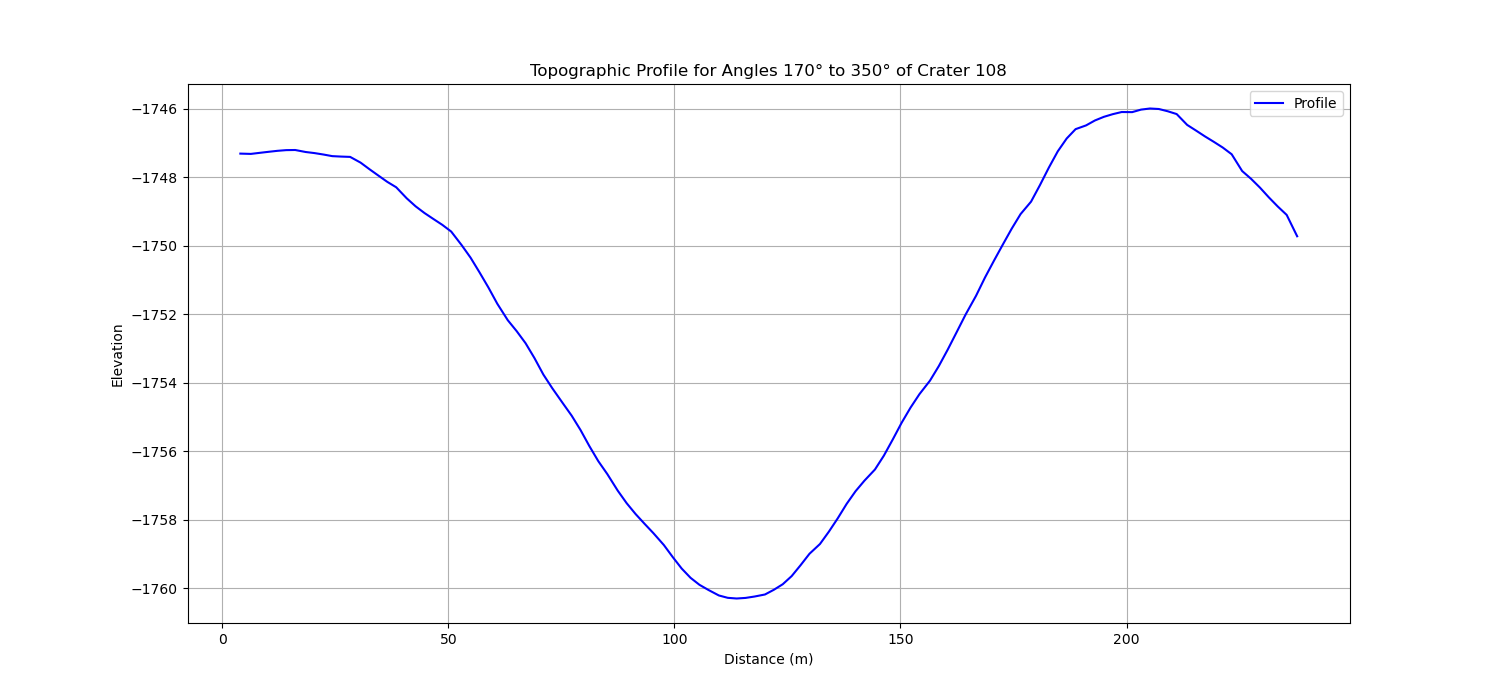 Topographic Profile for Angles 170° to 350° of Crater 108
Profile
−1746
−1748
−1750
−1752
−1754
−1756
−1758
−1760
Elevation
0 50 100 150 200
Distance (m)